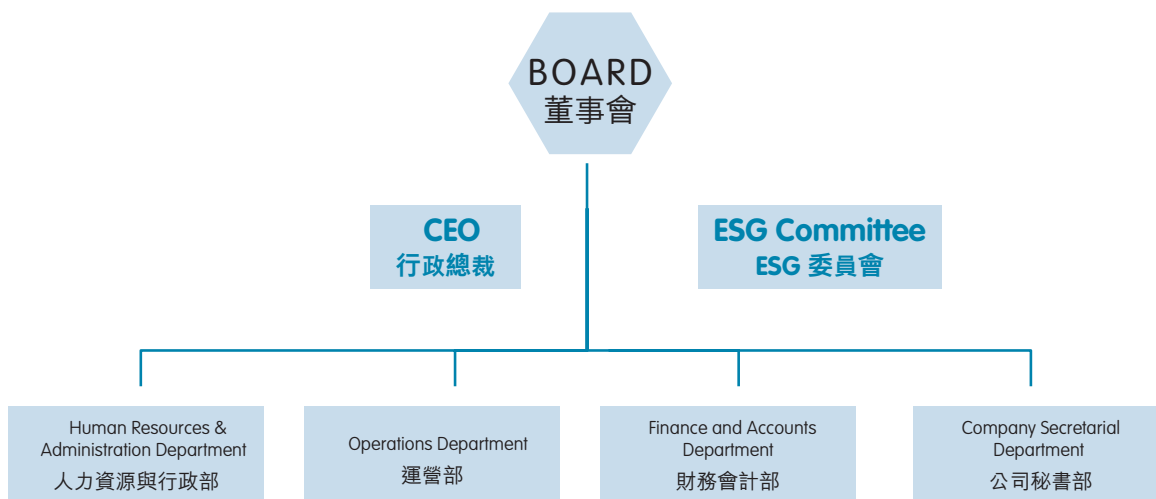 BOARD
董事會
CEO
行政總裁
ESG Committee
ESG 委員會
Human Resources &
Administration Department
人力資源與行政部
Operations Department
運營部
Finance and Accounts
Department
財務會計部
Company Secretarial
Department
公司秘書部